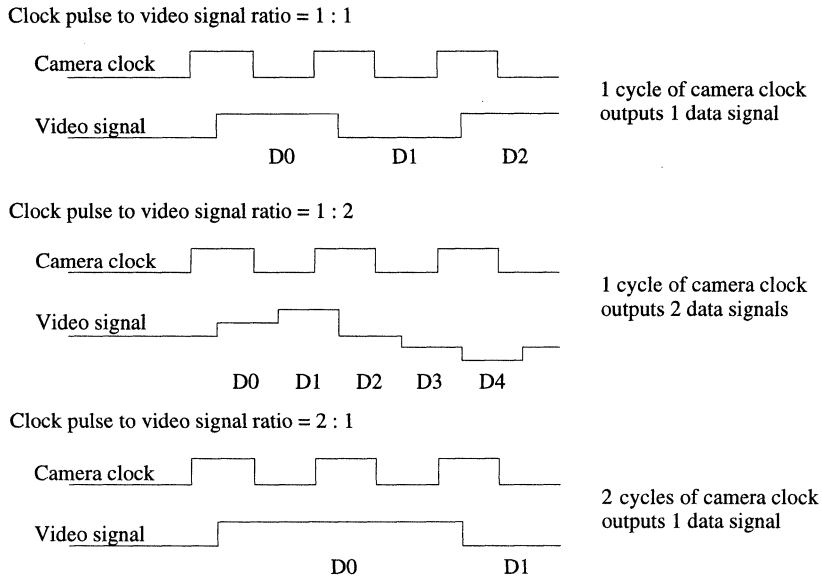 Clock pulse to video signal ratio = 1 : 1
Camera clock
1 cycle of camera clock
outputs 1 data signal
Video signal
D0 D1 D2
Clock pulse to video signal ratio = 1 : 2
Camera clock
1 cycle of camera clock
outputs 2 data signals
Video signal
D0 D1 D2 D3 D4
Clock pulse to video signal ratio = 2 : 1
Camera clock
2 cycles of camera clock
outputs 1 data signal
Video signal
D0 D1